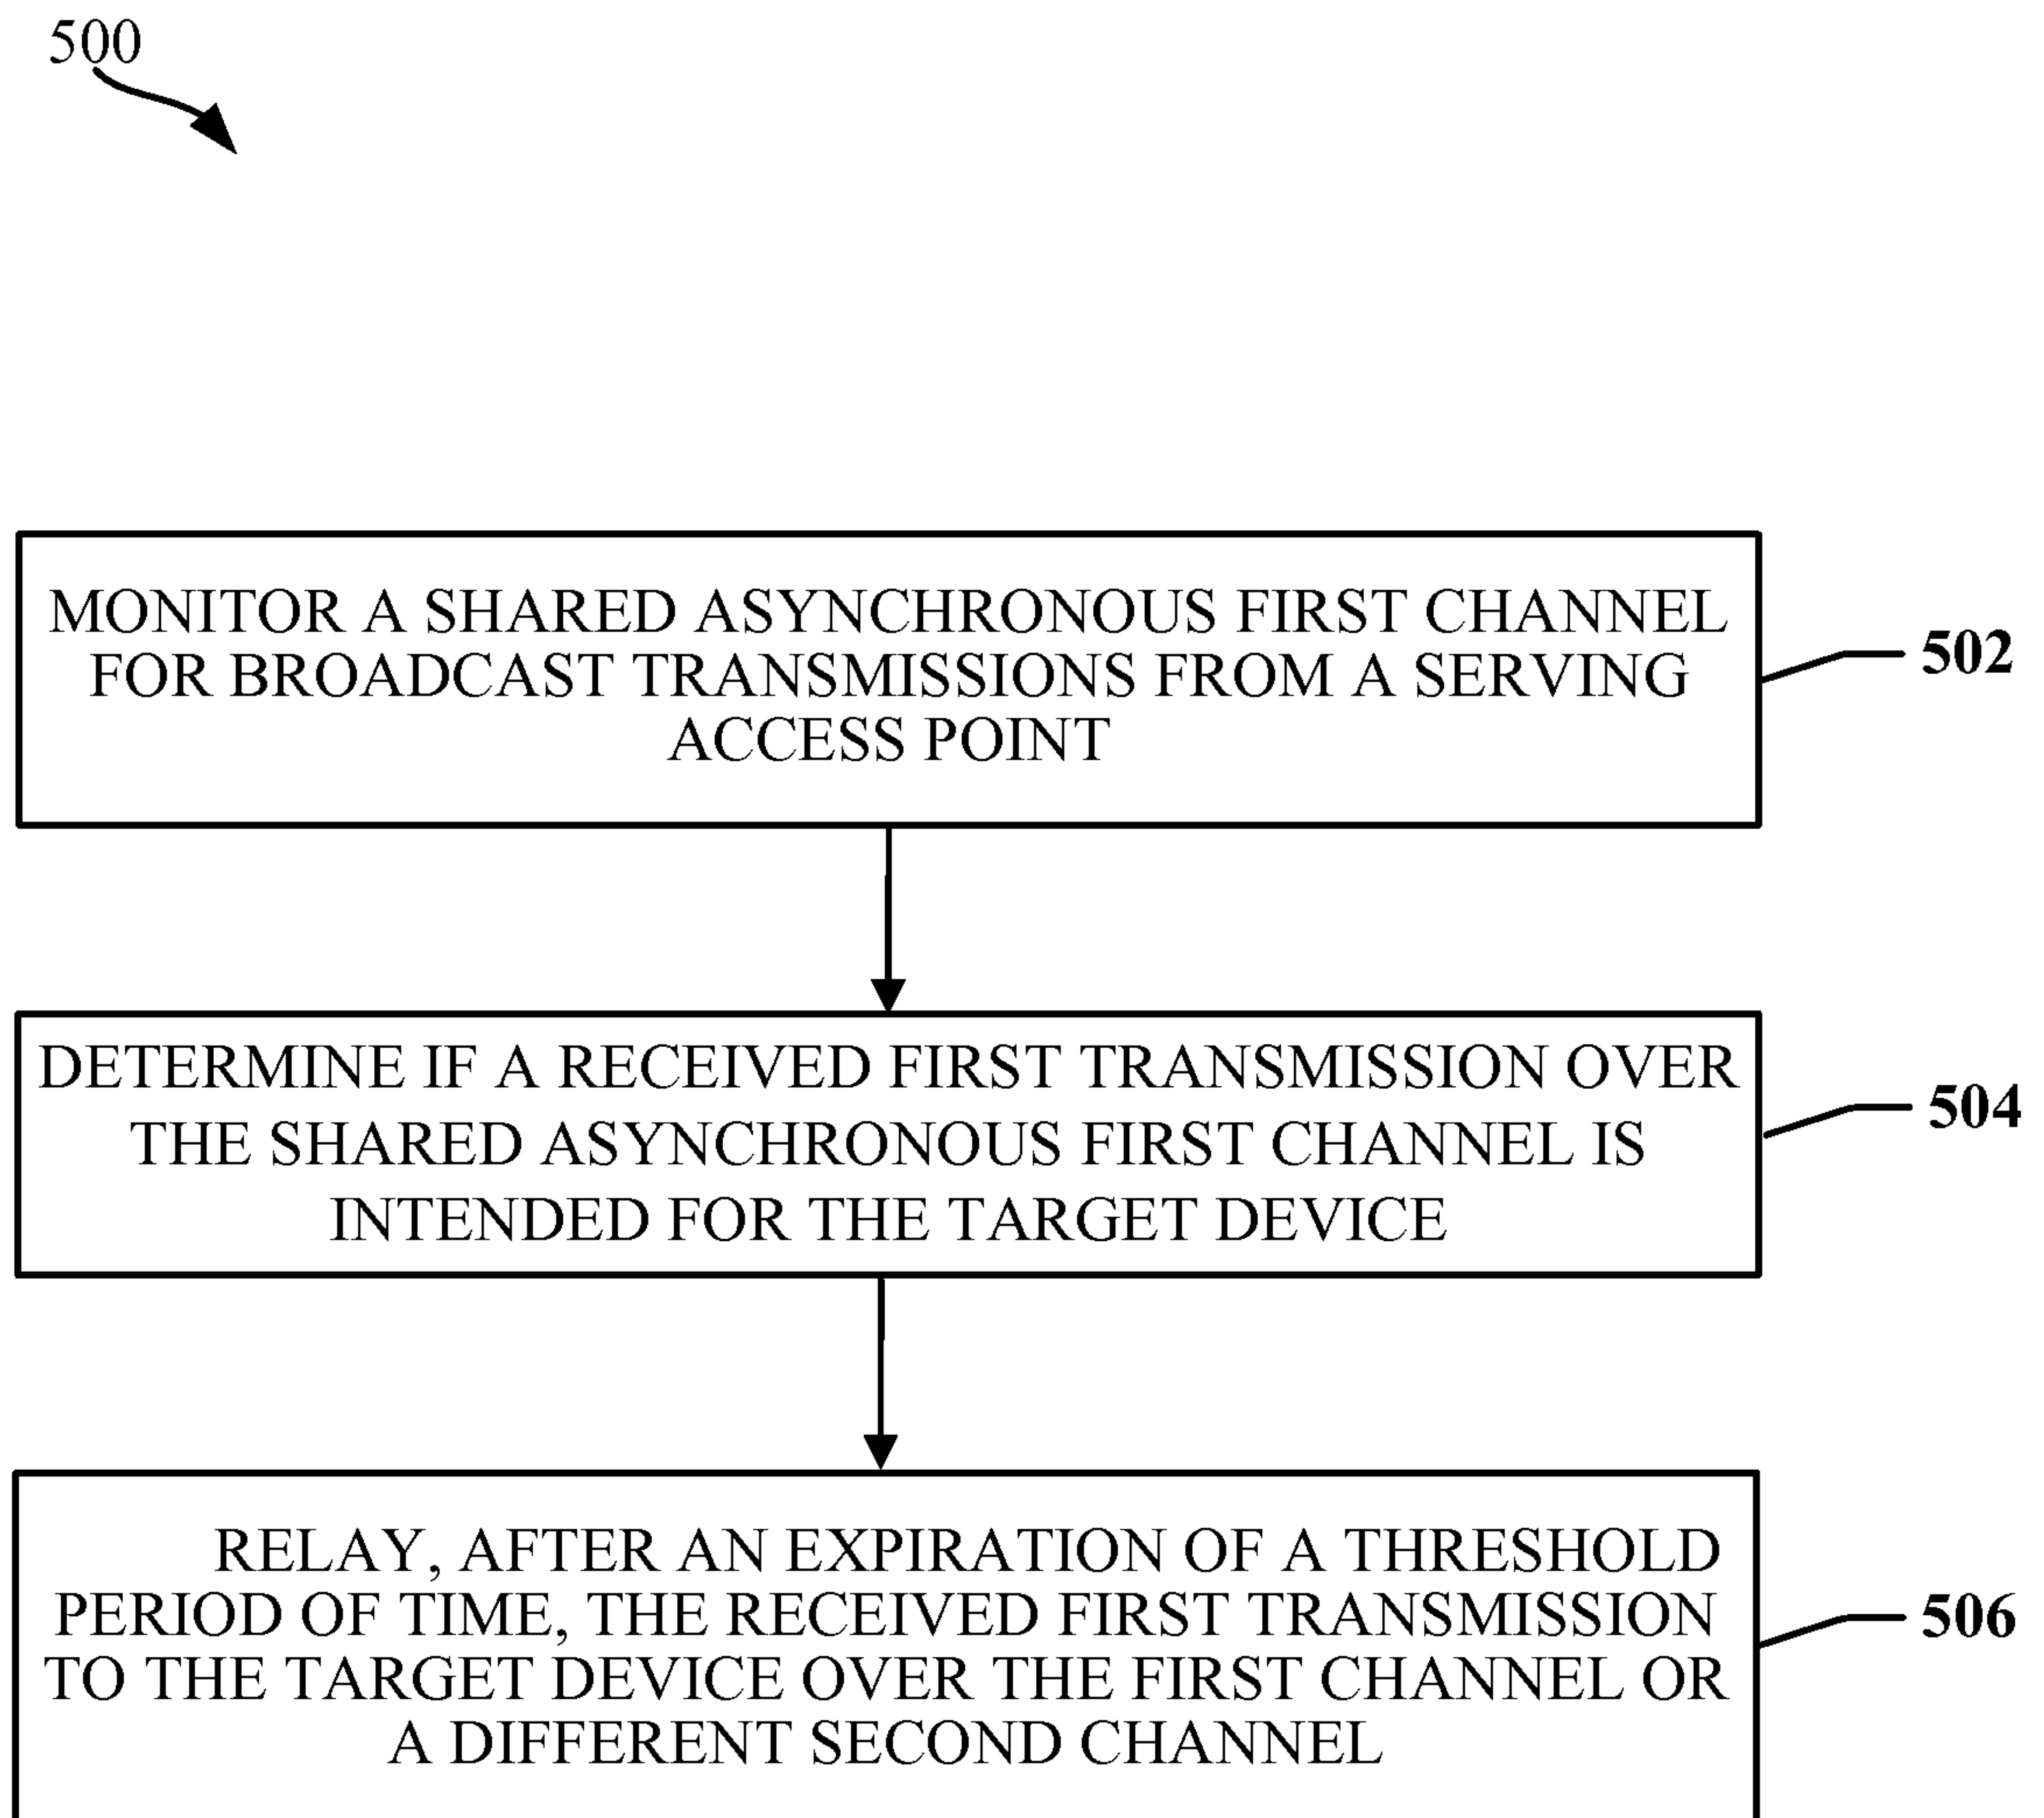 500
MONITOR A SHARED ASYNCHRONOUS FIRST CHANNEL
FOR BROADCAST TRANSMISSIONS FROM A SERVING
ACCESS POINT
502
DETERMINE IF A RECEIVED FIRST TRANSMISSION OVER
THE SHARED ASYNCHRONOUS FIRST CHANNEL IS
INTENDED FOR THE TARGET DEVICE
504
RELAY, AFTER AN EXPIRATION OF A THRESHOLD
PERIOD OF TIME, THE RECEIVED FIRST TRANSMISSION
TO THE TARGET DEVICE OVER THE FIRST CHANNEL OR
A DIFFERENT SECOND CHANNEL
506